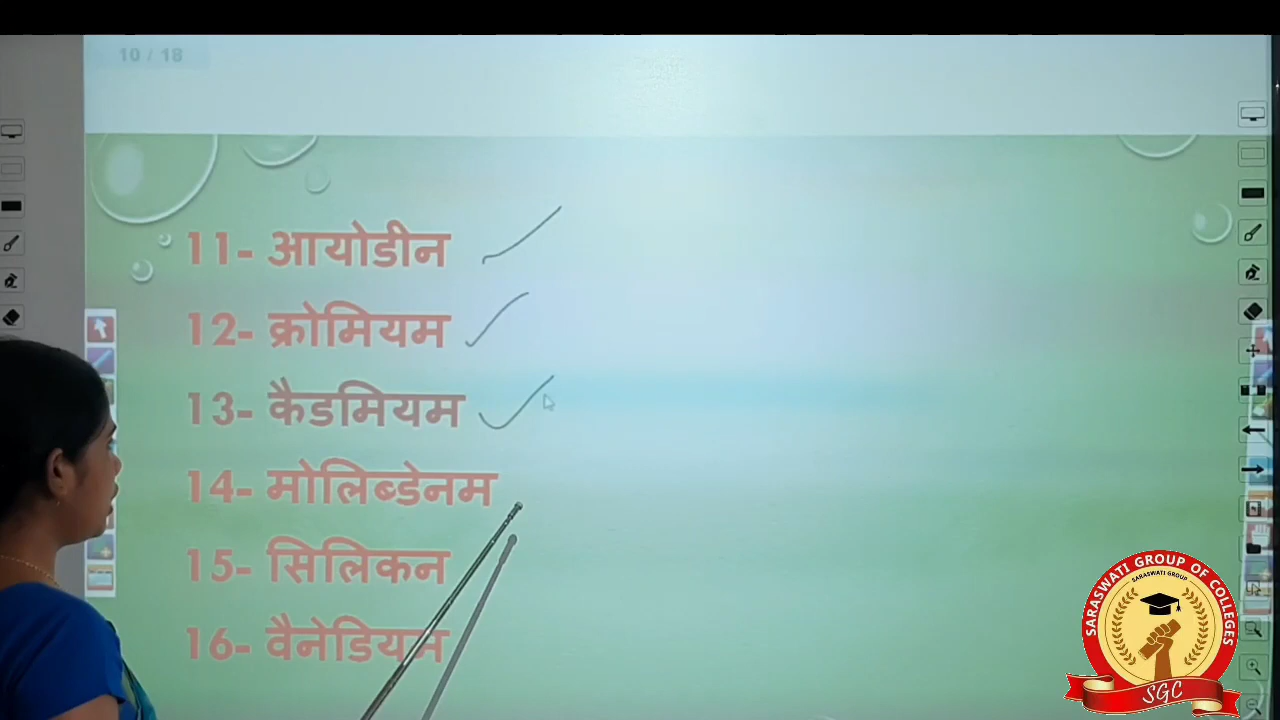 10 / 18
11- आयोडीन
12- क्रोमियम
13- कैडमियम
14- मोलिब्डेनम
15- सिलिकन
16- वैनेडियम
SARASWATI GROUP OF COLLEGES
SARASWATI GROUP
SGC